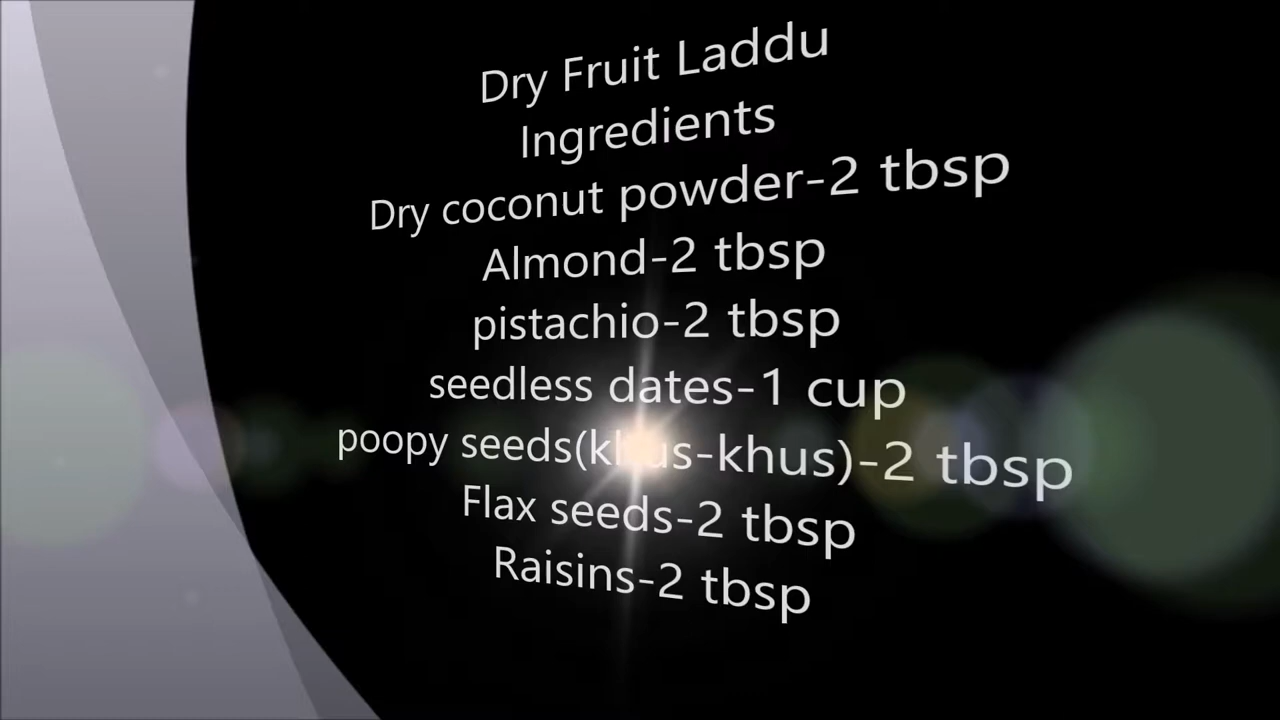 Dry Fruit Laddu
Ingredients
Dry coconut powder-2 tbsp
Almond-2 tbsp
pistachio-2 tbsp
seedless dates-1 cup
poopy seeds(khus-khus)-2 tbsp
Flax seeds-2 tbsp
Raisins-2 tbsp